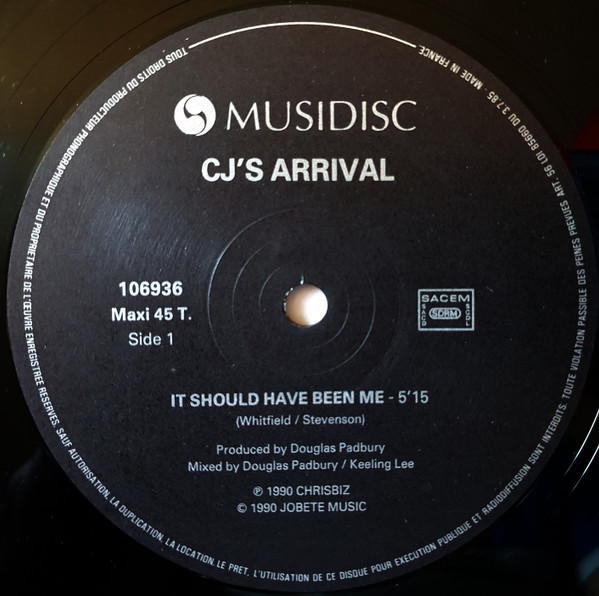 MUSIDISC
CJ'S ARRIVAL
106936
Maxi 45 T.
Side 1
SACEM
SACD
SDRM
SGDL
IT SHOULD HAVE BEEN ME - 5'15
(Whitfield / Stevenson)
Produced by Douglas Padbury
Mixed by Douglas Padbury / Keeling Lee
℗ 1990 CHRISBIZ
© 1990 JOBETE MUSIC
TOUS DROITS DU PRODUCTEUR PHONOGRAPHIQUE ET DU PROPRIETAIRE DE L'ŒUVRE ENREGISTREE RESERVES. SAUF AUTORISATION, LA DUPLICATION, LA LOCATION, LE PRET, L'UTILISATION DE CE DISQUE POUR EXECUTION PUBLIQUE ET RADIODIFFUSION SONT INTERDITS. TOUTE VIOLATION PASSIBLE DES PEINES PREVUES ART. 56 LOI 85660 DU 3.7.85 - MADE IN FRANCE